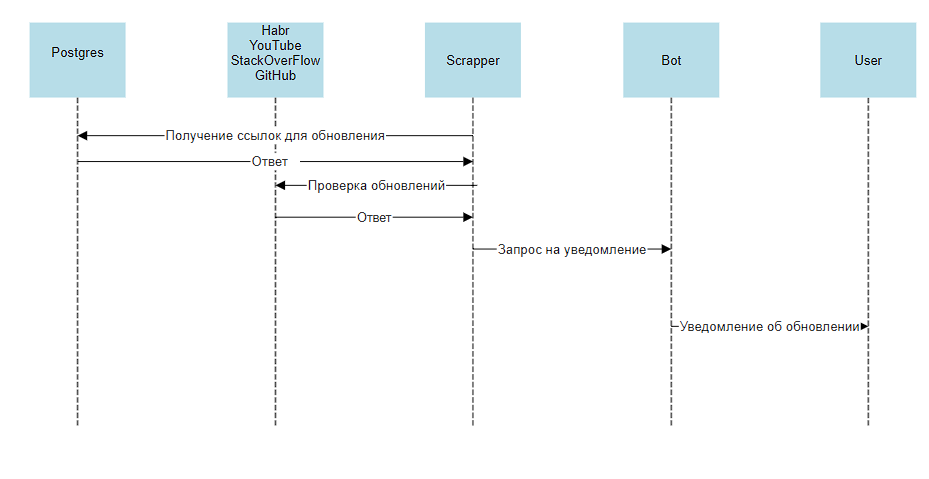 Postgres
Habr
YouTube
StackOverFlow
GitHub
Scrapper
Bot
User
Получение ссылок для обновления
Ответ
Проверка обновлений
Ответ
Запрос на уведомление
Уведомление об обновлении